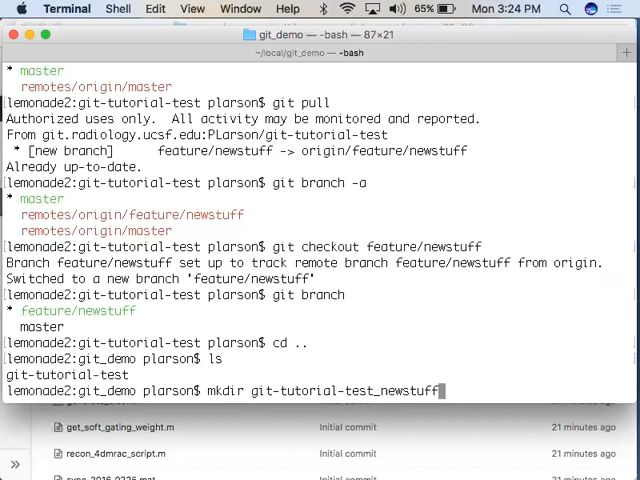 Terminal Shell Edit View Window Help 65% Mon 3:24 PM
git_demo — -bash — 87×21
~/local/git_demo — -bash
* master
remotes/origin/master
[lemonade2:git-tutorial-test plarson$ git pull
Authorized uses only. All activity may be monitored and reported.
From git.radiology.ucsf.edu:PLarson/git-tutorial-test
* [new branch] feature/newstuff -> origin/feature/newstuff
Already up-to-date.
[lemonade2:git-tutorial-test plarson$ git branch -a
* master
remotes/origin/feature/newstuff
remotes/origin/master
[lemonade2:git-tutorial-test plarson$ git checkout feature/newstuff
Branch feature/newstuff set up to track remote branch feature/newstuff from origin.
Switched to a new branch 'feature/newstuff'
[lemonade2:git-tutorial-test plarson$ git branch
* feature/newstuff
master
[lemonade2:git-tutorial-test plarson$ cd ..
[lemonade2:git_demo plarson$ ls
git-tutorial-test
lemonade2:git_demo plarson$ mkdir git-tutorial-test_newstuff
get_soft_gating_weight.m Initial commit 21 minutes ago
recon_4dmrac_script.m Initial commit 21 minutes ago
Initial commit 21 minutes ago